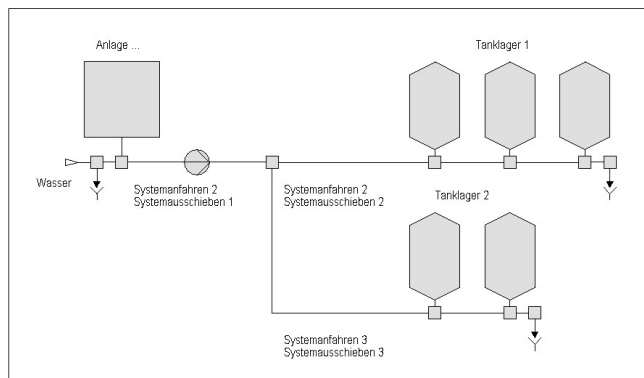 Anlage ...
Tanklager 1
Wasser
Systemanfahren 2
Systemausschieben 1
Systemanfahren 2
Systemausschieben 2
Tanklager 2
Systemanfahren 3
Systemausschieben 3